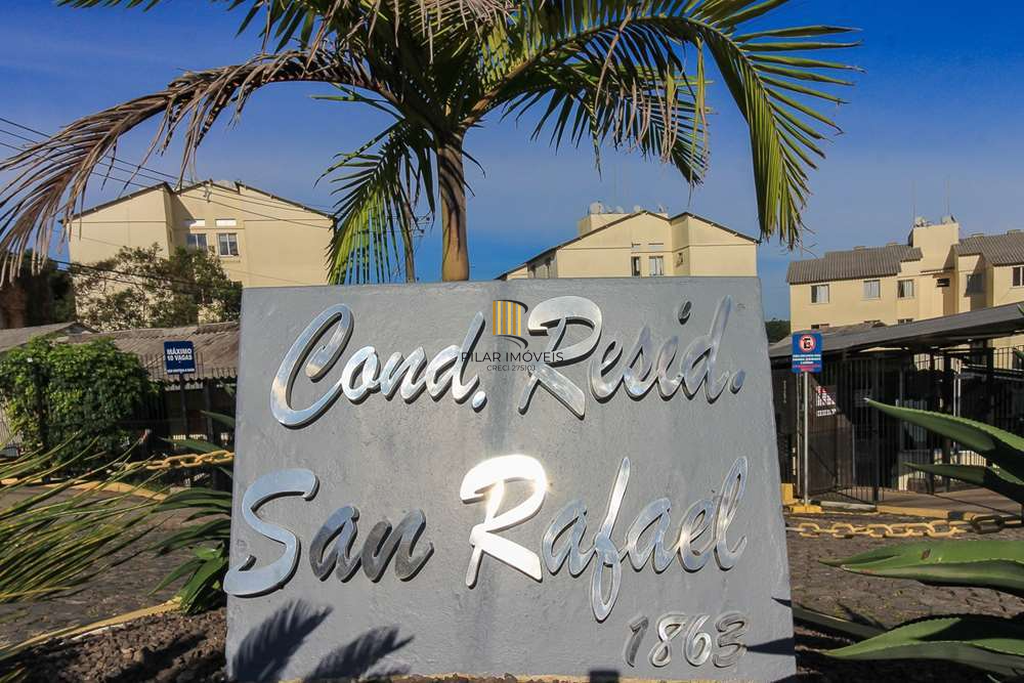 Cond. Resid.
San Rafael
1863
PILAR IMÓVEIS
CRECI 27510J
MÁXIMO
10 VAGAS
E